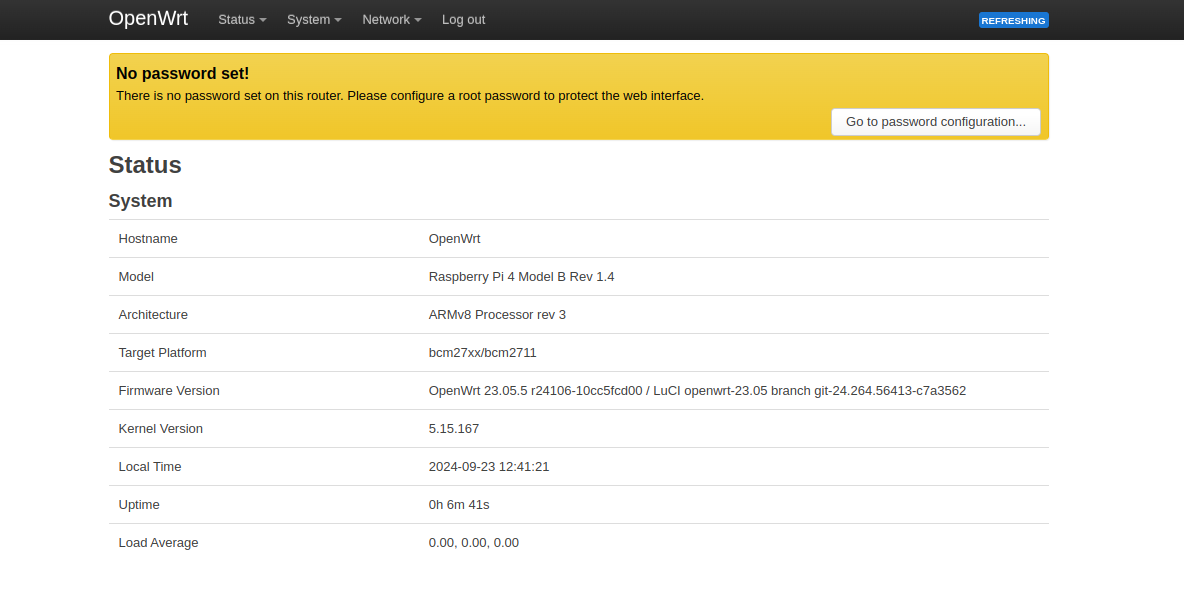 OpenWrt Status System Network Log out REFRESHING
No password set!
There is no password set on this router. Please configure a root password to protect the web interface.
Go to password configuration...
Status
System
Hostname OpenWrt
Model Raspberry Pi 4 Model B Rev 1.4
Architecture ARMv8 Processor rev 3
Target Platform bcm27xx/bcm2711
Firmware Version OpenWrt 23.05.5 r24106-10cc5fcd00 / LuCI openwrt-23.05 branch git-24.264.56413-c7a3562
Kernel Version 5.15.167
Local Time 2024-09-23 12:41:21
Uptime 0h 6m 41s
Load Average 0.00, 0.00, 0.00